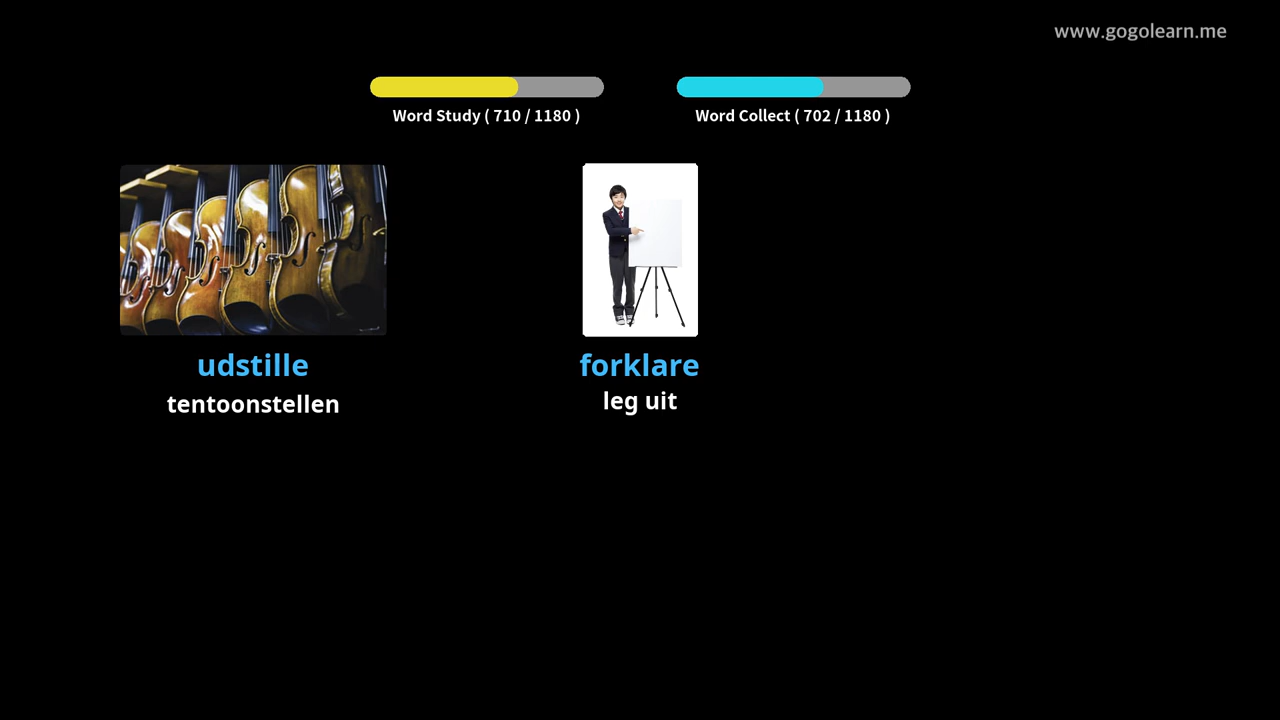 www.gogolearn.me
Word Study ( 710 / 1180 )
Word Collect ( 702 / 1180 )
udstille
forklare
tentoonstellen
leg uit